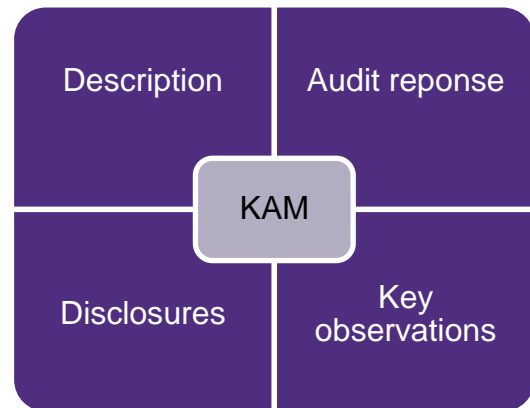 Description
Audit reponse
KAM
Disclosures
Key
observations